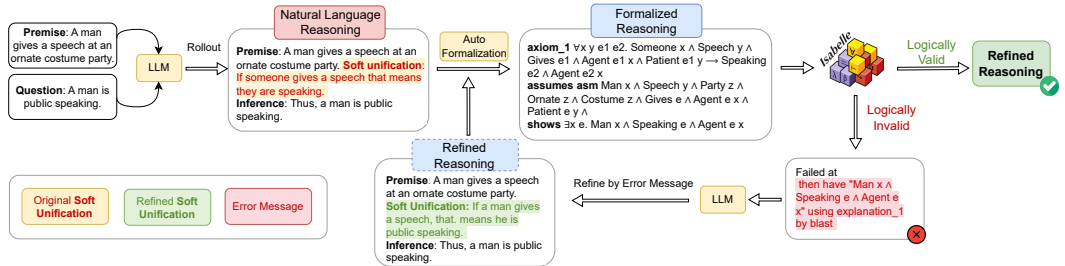 Premise: A man
gives a speech at an
ornate costume party.
Question: A man is
public speaking.
LLM
Rollout
Natural Language
Reasoning
Premise: A man gives a speech at an
ornate costume party. Soft unification:
If someone gives a speech that means
they are speaking.
Inference: Thus, a man is public
speaking.
Auto
Formalization
Formalized
Reasoning
axiom_1 ∀x y e1 e2. Someone x ∧ Speech y ∧
Gives e1 ∧ Agent e1 x ∧ Patient e1 y ⟶ Speaking
e2 ∧ Agent e2 x
assumes asm Man x ∧ Speech y ∧ Party z ∧
Ornate z ∧ Costume z ∧ Gives e ∧ Agent e x ∧
Patient e y ∧
shows ∃x e. Man x ∧ Speaking e ∧ Agent e x
Isabelle
Logically
Valid
Refined
Reasoning
Logically
Invalid
Failed at
then have "Man x ∧
Speaking e ∧ Agent e
x" using explanation_1
by blast
LLM
Refine by Error Message
Refined
Reasoning
Premise: A man gives a speech
at an ornate costume party.
Soft Unification: If a man gives
a speech, that. means he is
public speaking.
Inference: Thus, a man is public
speaking.
Original Soft
Unification
Refined Soft
Unification
Error Message